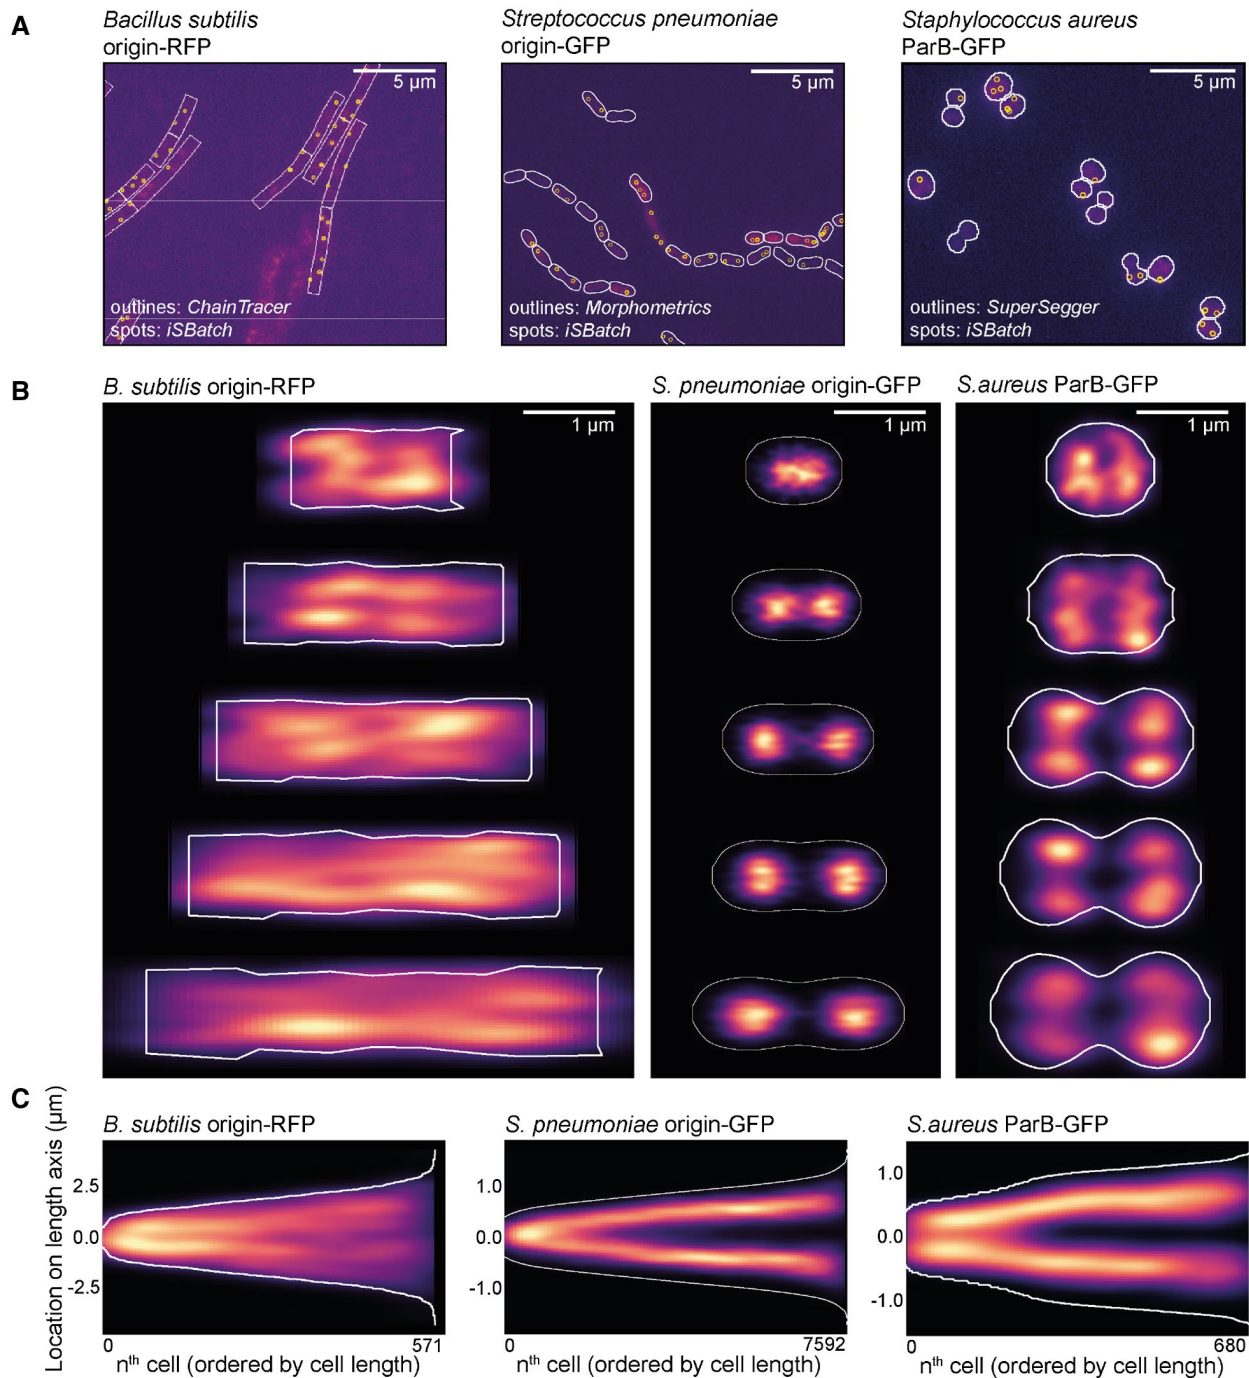 A
Bacillus subtilis
origin-RFP
Streptococcus pneumoniae
origin-GFP
Staphylococcus aureus
ParB-GFP
5 µm
5 µm
5 µm
outlines: ChainTracer
spots: iSBatch
outlines: Morphometrics
spots: iSBatch
outlines: SuperSegger
spots: iSBatch
B
B. subtilis origin-RFP
S. pneumoniae origin-GFP
S.aureus ParB-GFP
1 µm
1 µm
1 µm
C
Location on length axis (µm)
B. subtilis origin-RFP
S. pneumoniae origin-GFP
S.aureus ParB-GFP
2.5
0.0
-2.5
1.0
0.0
-1.0
1.0
0.0
-1.0
0
571
0
7592
0
680
nth cell (ordered by cell length)
nth cell (ordered by cell length)
nth cell (ordered by cell length)